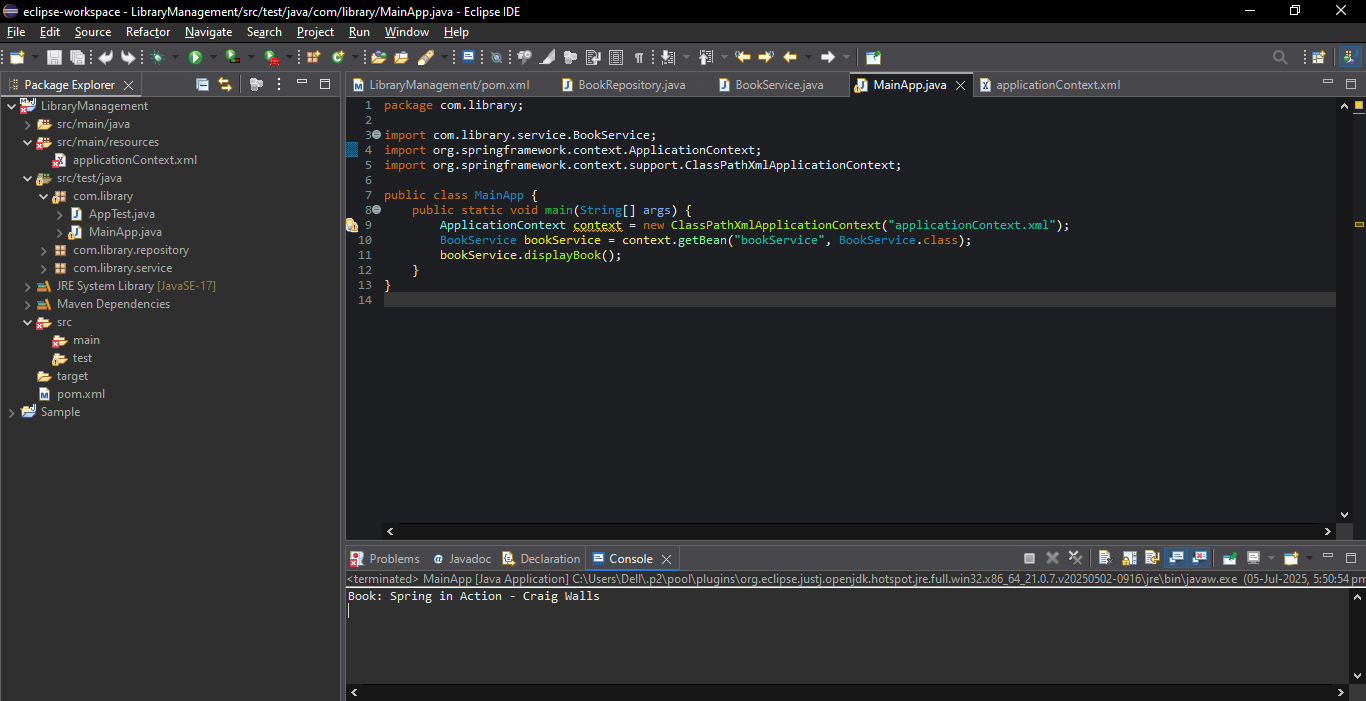 eclipse-workspace - LibraryManagement/src/test/java/com/library/MainApp.java - Eclipse IDE
File Edit Source Refactor Navigate Search Project Run Window Help
Package Explorer
LibraryManagement
src/main/java
src/main/resources
applicationContext.xml
src/test/java
com.library
AppTest.java
MainApp.java
com.library.repository
com.library.service
JRE System Library [JavaSE-17]
Maven Dependencies
src
main
test
target
pom.xml
Sample
LibraryManagement/pom.xml BookRepository.java BookService.java MainApp.java applicationContext.xml
1 package com.library;
2
3 import com.library.service.BookService;
4 import org.springframework.context.ApplicationContext;
5 import org.springframework.context.support.ClassPathXmlApplicationContext;
6
7 public class MainApp {
8     public static void main(String[] args) {
9         ApplicationContext context = new ClassPathXmlApplicationContext("applicationContext.xml");
10         BookService bookService = context.getBean("bookService", BookService.class);
11         bookService.displayBook();
12     }
13 }
14
Problems Javadoc Declaration Console
<terminated> MainApp [Java Application] C:\Users\Dell\.p2\pool\plugins\org.eclipse.justj.openjdk.hotspot.jre.full.win32.x86_64_21.0.7.v20250502-0916\jre\bin\javaw.exe (05-Jul-2025, 5:50:54 pm
Book: Spring in Action - Craig Walls